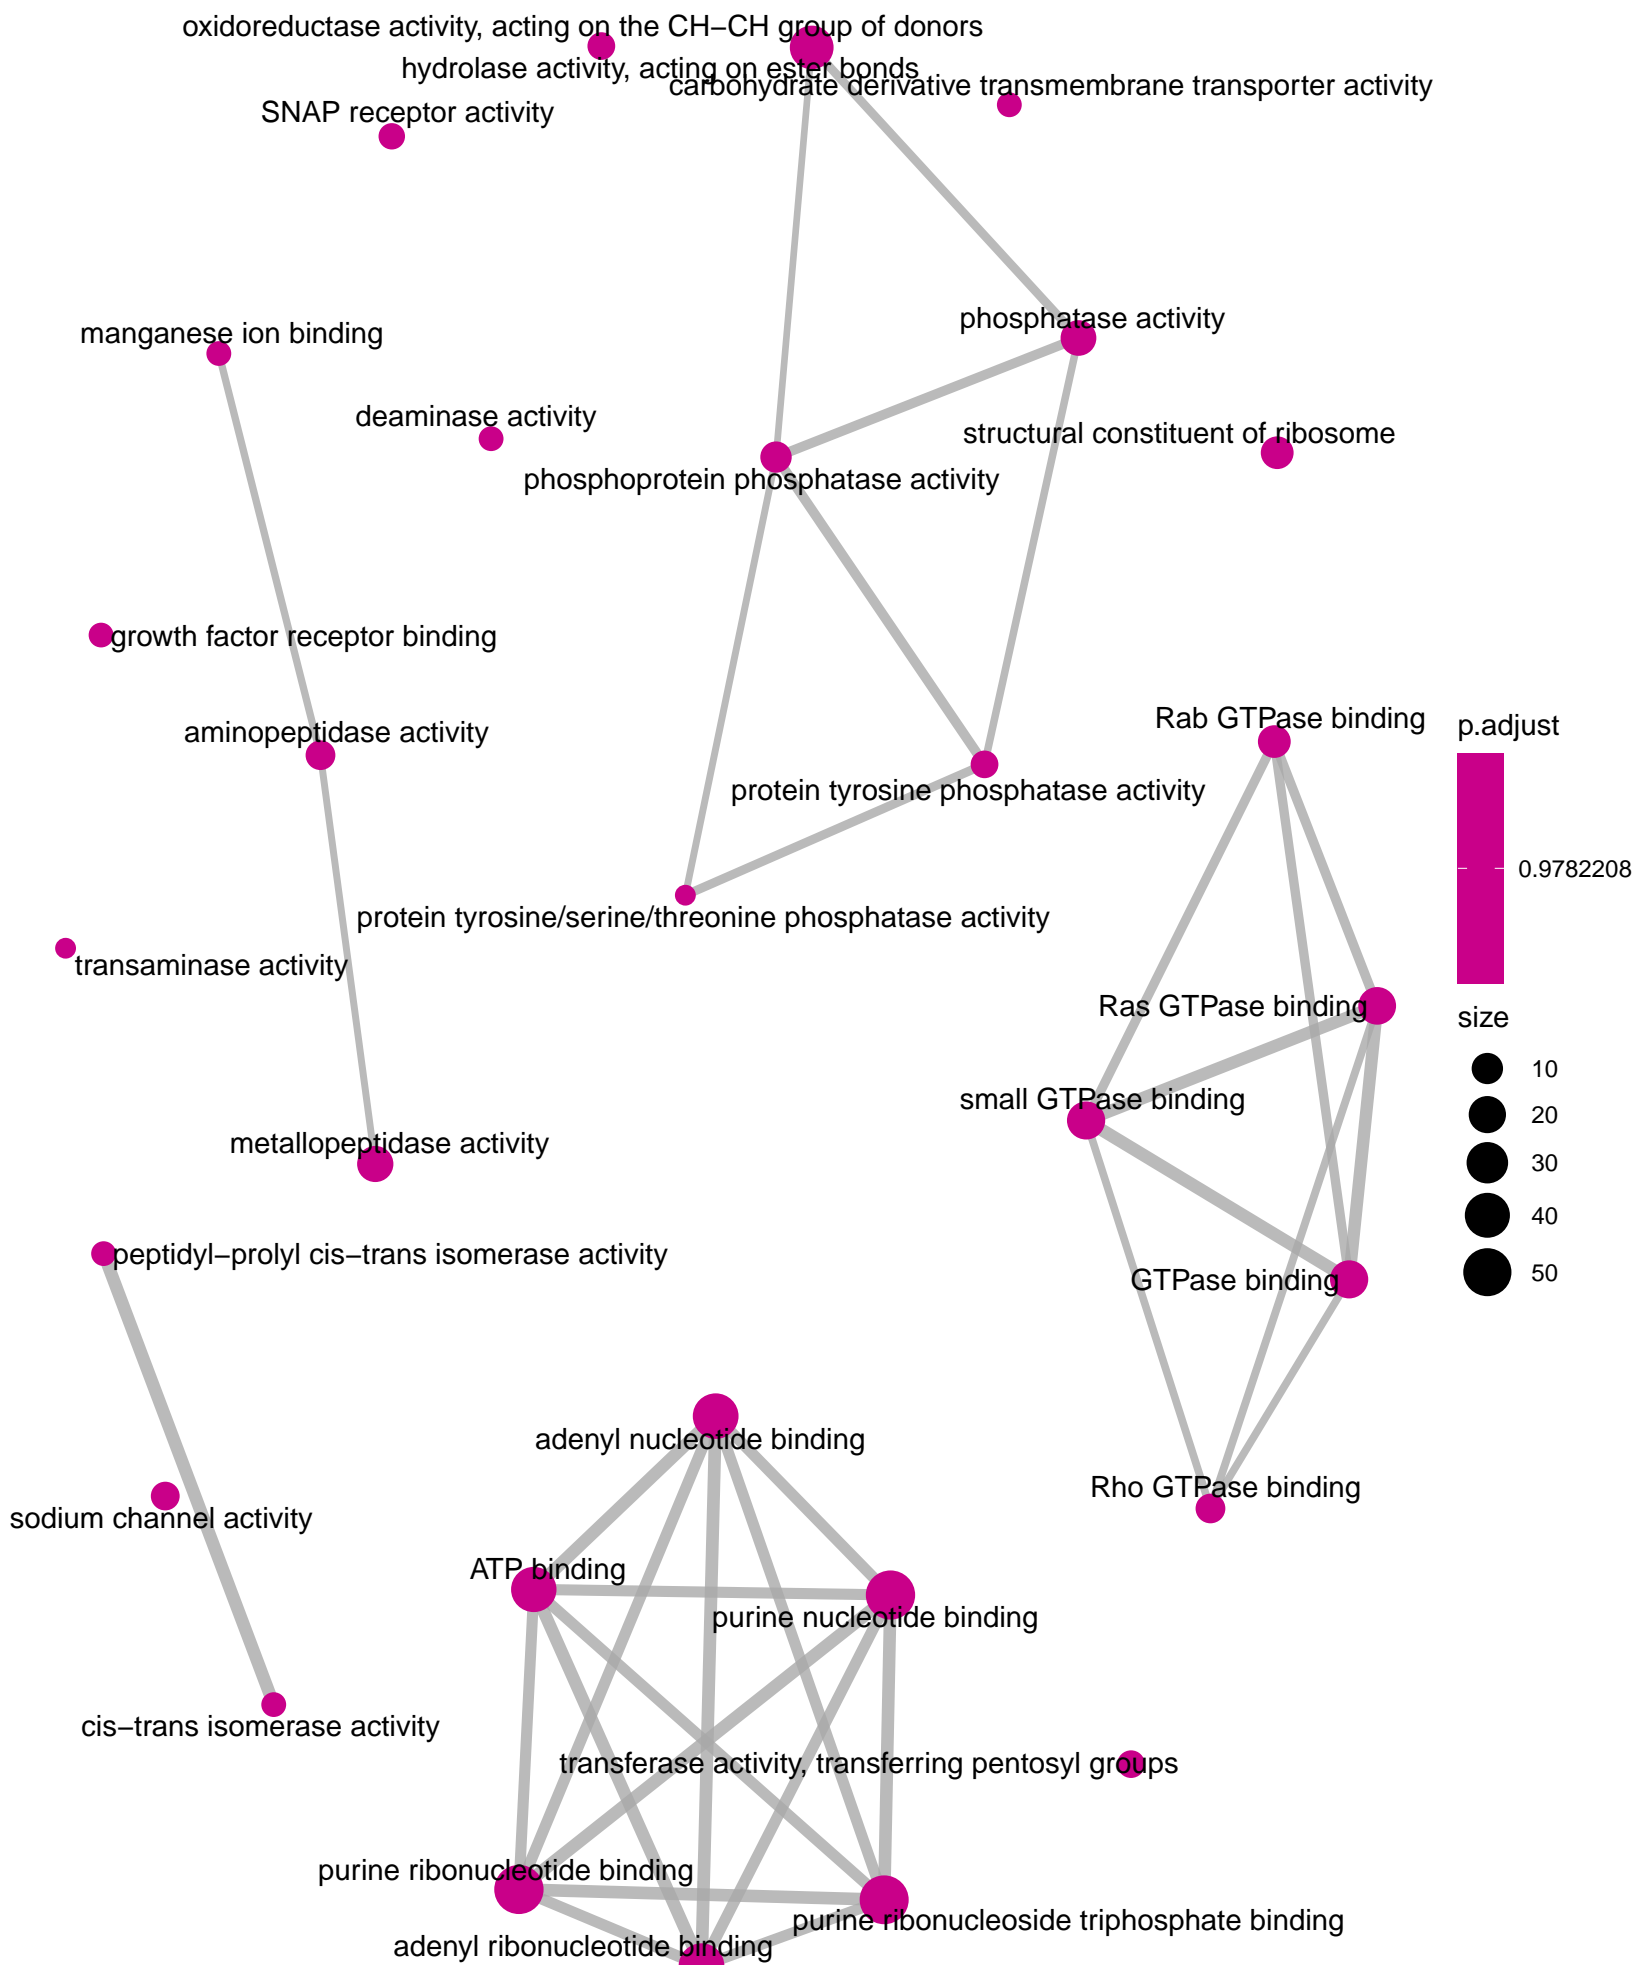 oxidoreductase activity, acting on the CH−CH group of donors
hydrolase activity, acting on ester bonds
carbohydrate derivative transmembrane transporter activity
SNAP receptor activity
phosphatase activity
manganese ion binding
deaminase activity
structural constituent of ribosome
phosphoprotein phosphatase activity
growth factor receptor binding
Rab GTPase binding
p.adjust
aminopeptidase activity
protein tyrosine phosphatase activity
0.9782208
protein tyrosine/serine/threonine phosphatase activity
transaminase activity
Ras GTPase binding
size
10
small GTPase binding
20
metallopeptidase activity
30
40
peptidyl−prolyl cis−trans isomerase activity
GTPase binding
50
adenyl nucleotide binding
Rho GTPase binding
sodium channel activity
ATP binding
purine nucleotide binding
cis−trans isomerase activity
transferase activity, transferring pentosyl groups
purine ribonucleotide binding
purine ribonucleoside triphosphate binding
adenyl ribonucleotide binding